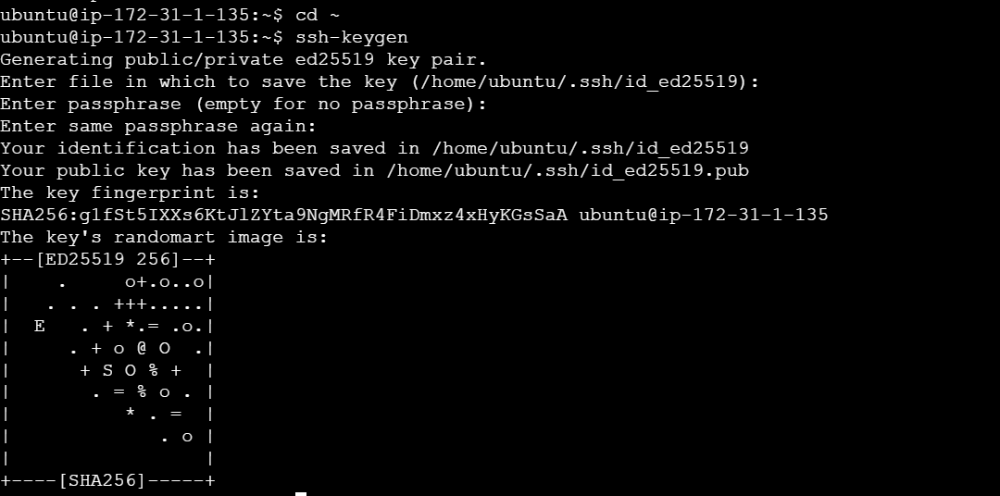 ubuntu@ip-172-31-1-135:~$ cd ~
ubuntu@ip-172-31-1-135:~$ ssh-keygen
Generating public/private ed25519 key pair.
Enter file in which to save the key (/home/ubuntu/.ssh/id_ed25519):
Enter passphrase (empty for no passphrase):
Enter same passphrase again:
Your identification has been saved in /home/ubuntu/.ssh/id_ed25519
Your public key has been saved in /home/ubuntu/.ssh/id_ed25519.pub
The key fingerprint is:
SHA256:g1fSt5IXXs6KtJlZYta9NgMRfR4FiDmxz4xHyKGsSaA ubuntu@ip-172-31-1-135
The key's randomart image is:
+--[ED25519 256]--+
|    .     o+.o..o|
|   . . . +++.....|
|  E   . + *.= .o.|
|     . + o @ O  .|
|      + S O % +  |
|       . = % o . |
|          * . =  |
|             . o |
|                 |
+----[SHA256]-----+